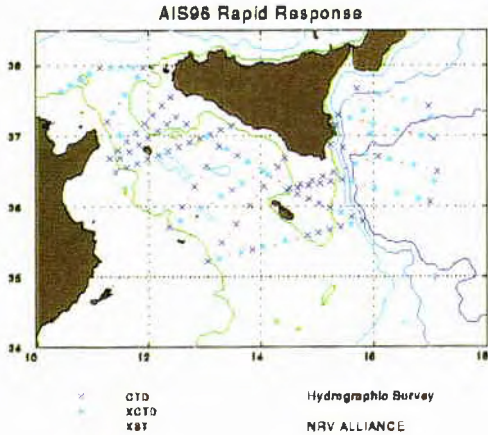 AIS96 Rapid Response
38
37
36
35
34
10 12 14 16 18
CTD Hydrographic Survey
XCTD
XBT NRV ALLIANCE